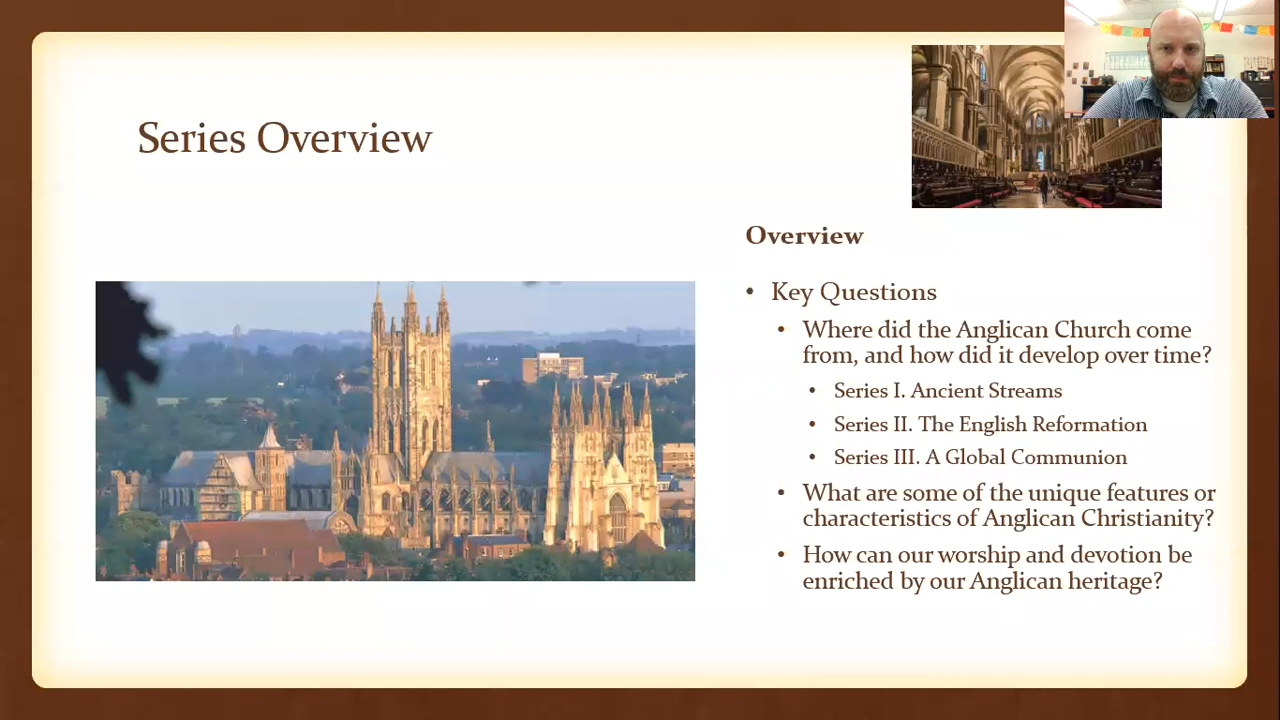 Series Overview
Overview
• Key Questions
• Where did the Anglican Church come
from, and how did it develop over time?
• Series I. Ancient Streams
• Series II. The English Reformation
• Series III. A Global Communion
• What are some of the unique features or
characteristics of Anglican Christianity?
• How can our worship and devotion be
enriched by our Anglican heritage?